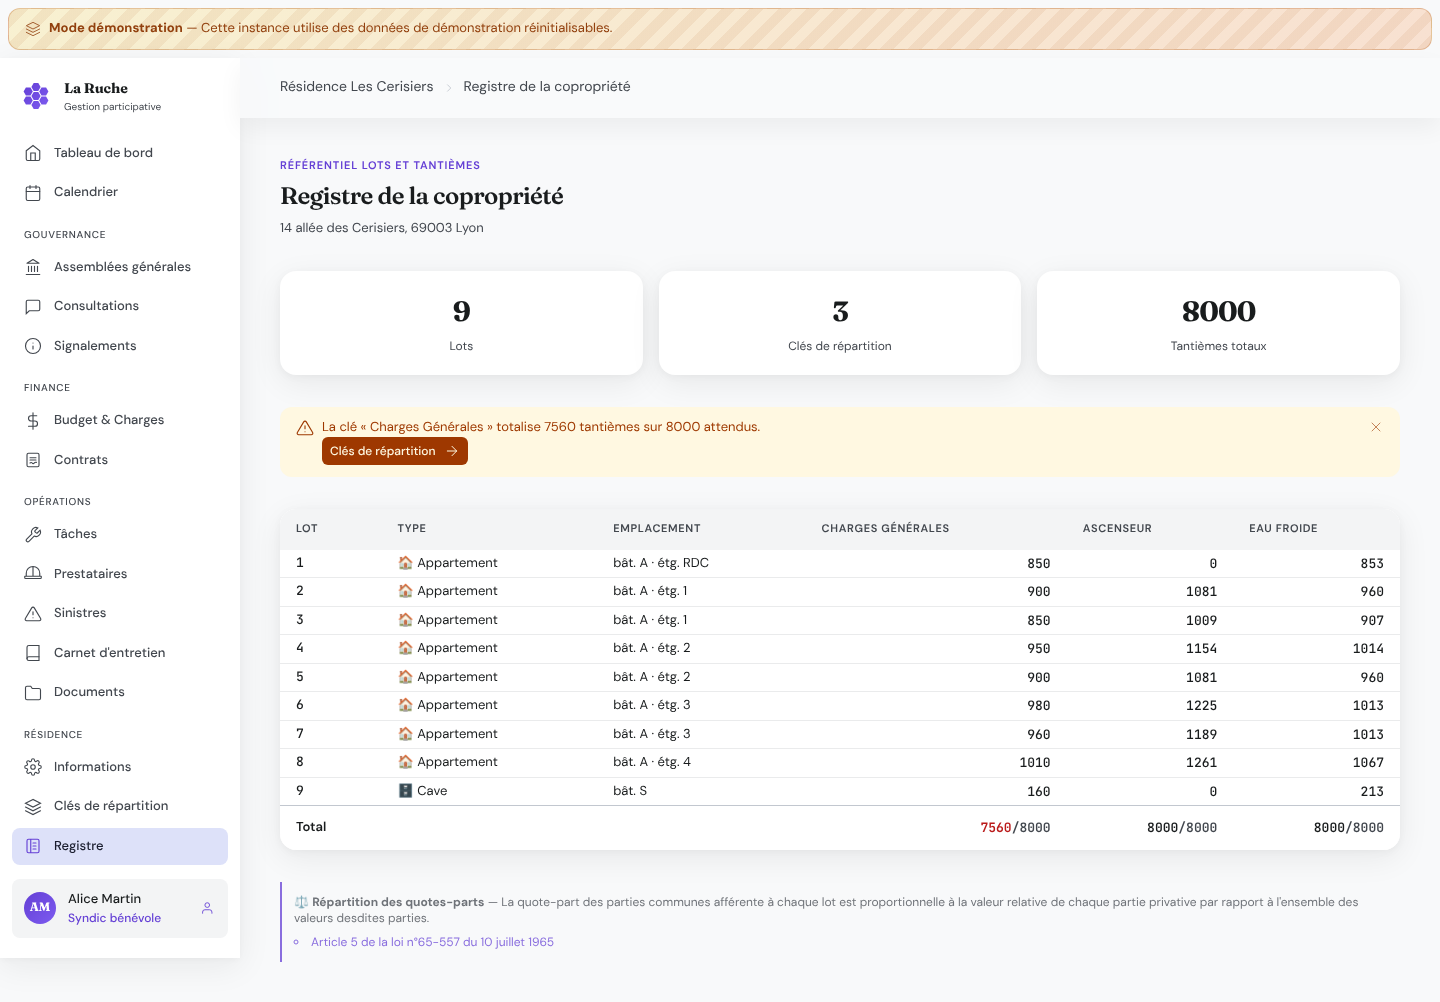 Mode démonstration — Cette instance utilise des données de démonstration réinitialisables.
La Ruche
Gestion participative
Tableau de bord
Calendrier
GOUVERNANCE
Assemblées générales
Consultations
Signalements
FINANCE
Budget & Charges
Contrats
OPÉRATIONS
Tâches
Prestataires
Sinistres
Carnet d'entretien
Documents
RÉSIDENCE
Informations
Clés de répartition
Registre
AM
Alice Martin
Syndic bénévole
Résidence Les Cerisiers > Registre de la copropriété
RÉFÉRENTIEL LOTS ET TANTIÈMES
Registre de la copropriété
14 allée des Cerisiers, 69003 Lyon
9
Lots
3
Clés de répartition
8000
Tantièmes totaux
La clé « Charges Générales » totalise 7560 tantièmes sur 8000 attendus.
Clés de répartition →
LOT TYPE EMPLACEMENT CHARGES GÉNÉRALES ASCENSEUR EAU FROIDE
1 Appartement bât. A · étg. RDC 850 0 853
2 Appartement bât. A · étg. 1 900 1081 960
3 Appartement bât. A · étg. 1 850 1009 907
4 Appartement bât. A · étg. 2 950 1154 1014
5 Appartement bât. A · étg. 2 900 1081 960
6 Appartement bât. A · étg. 3 980 1225 1013
7 Appartement bât. A · étg. 3 960 1189 1013
8 Appartement bât. A · étg. 4 1010 1261 1067
9 Cave bât. S 160 0 213
Total 7560/8000 8000/8000 8000/8000
⚖️ Répartition des quotes-parts — La quote-part des parties communes afférente à chaque lot est proportionnelle à la valeur relative de chaque partie privative par rapport à l'ensemble des
valeurs desdites parties.
Article 5 de la loi n°65-557 du 10 juillet 1965